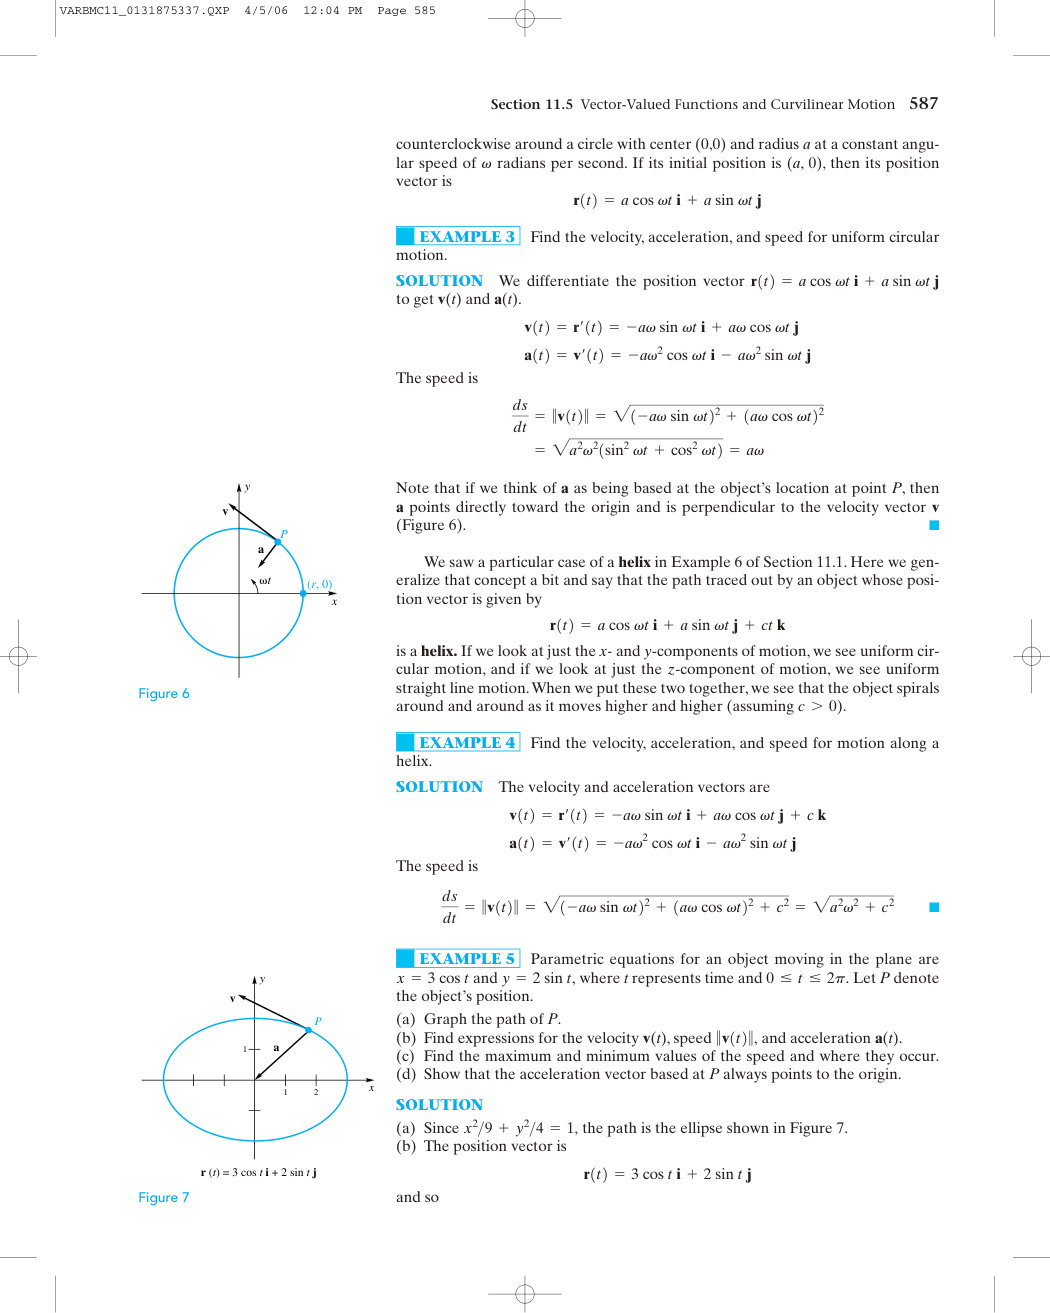 VARBMC11_0131875337.QXP 4/5/06 12:04 PM Page 585
Section 11.5 Vector-Valued Functions and Curvilinear Motion 587
counterclockwise around a circle with center (0,0) and radius a at a constant angu-
lar speed of ω radians per second. If its initial position is (a, 0), then its position
vector is
r(t) = a cos ωt i + a sin ωt j
EXAMPLE 3 Find the velocity, acceleration, and speed for uniform circular
motion.
SOLUTION We differentiate the position vector r(t) = a cos ωt i + a sin ωt j
to get v(t) and a(t).
v(t) = r′(t) = −aω sin ωt i + aω cos ωt j
a(t) = v′(t) = −aω² cos ωt i − aω² sin ωt j
The speed is
ds/dt = ‖v(t)‖ = √((−aω sin ωt)² + (aω cos ωt)²)
= √(a²ω²(sin² ωt + cos² ωt)) = aω
Note that if we think of a as being based at the object's location at point P, then
a points directly toward the origin and is perpendicular to the velocity vector v
(Figure 6).
y
v
P
a
ωt
(r, 0)
x
Figure 6
We saw a particular case of a helix in Example 6 of Section 11.1. Here we gen-
eralize that concept a bit and say that the path traced out by an object whose posi-
tion vector is given by
r(t) = a cos ωt i + a sin ωt j + ct k
is a helix. If we look at just the x- and y-components of motion, we see uniform cir-
cular motion, and if we look at just the z-component of motion, we see uniform
straight line motion. When we put these two together, we see that the object spirals
around and around as it moves higher and higher (assuming c > 0).
EXAMPLE 4 Find the velocity, acceleration, and speed for motion along a
helix.
SOLUTION The velocity and acceleration vectors are
v(t) = r′(t) = −aω sin ωt i + aω cos ωt j + c k
a(t) = v′(t) = −aω² cos ωt i − aω² sin ωt j
The speed is
ds/dt = ‖v(t)‖ = √((−aω sin ωt)² + (aω cos ωt)² + c²) = √(a²ω² + c²)
EXAMPLE 5 Parametric equations for an object moving in the plane are
x = 3 cos t and y = 2 sin t, where t represents time and 0 ≤ t ≤ 2π. Let P denote
the object's position.
(a) Graph the path of P.
(b) Find expressions for the velocity v(t), speed ‖v(t)‖, and acceleration a(t).
(c) Find the maximum and minimum values of the speed and where they occur.
(d) Show that the acceleration vector based at P always points to the origin.
SOLUTION
(a) Since x²/9 + y²/4 = 1, the path is the ellipse shown in Figure 7.
(b) The position vector is
r(t) = 3 cos t i + 2 sin t j
and so
y
v
P
1
a
x
1 2
r (t) = 3 cos t i + 2 sin t j
Figure 7